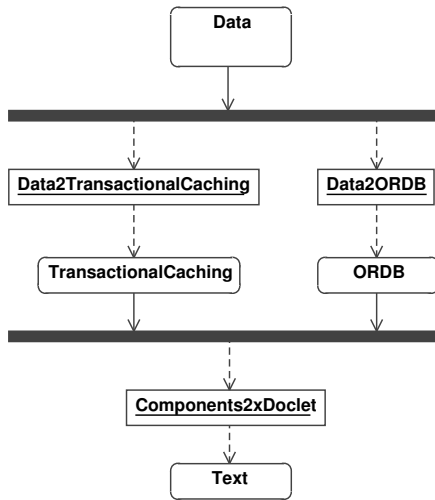 Data
Data2TransactionalCaching
Data2ORDB
TransactionalCaching
ORDB
Components2xDoclet
Text